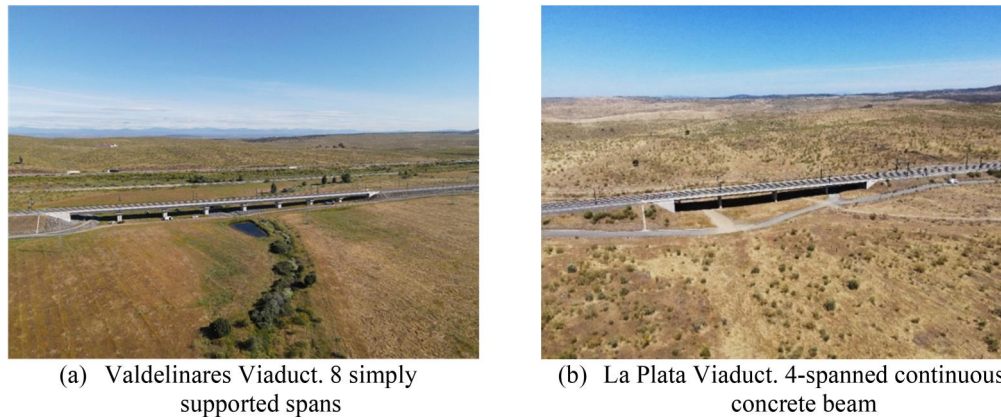 (a) Valdelinares Viaduct. 8 simply
supported spans
(b) La Plata Viaduct. 4-spanned continuous
concrete beam